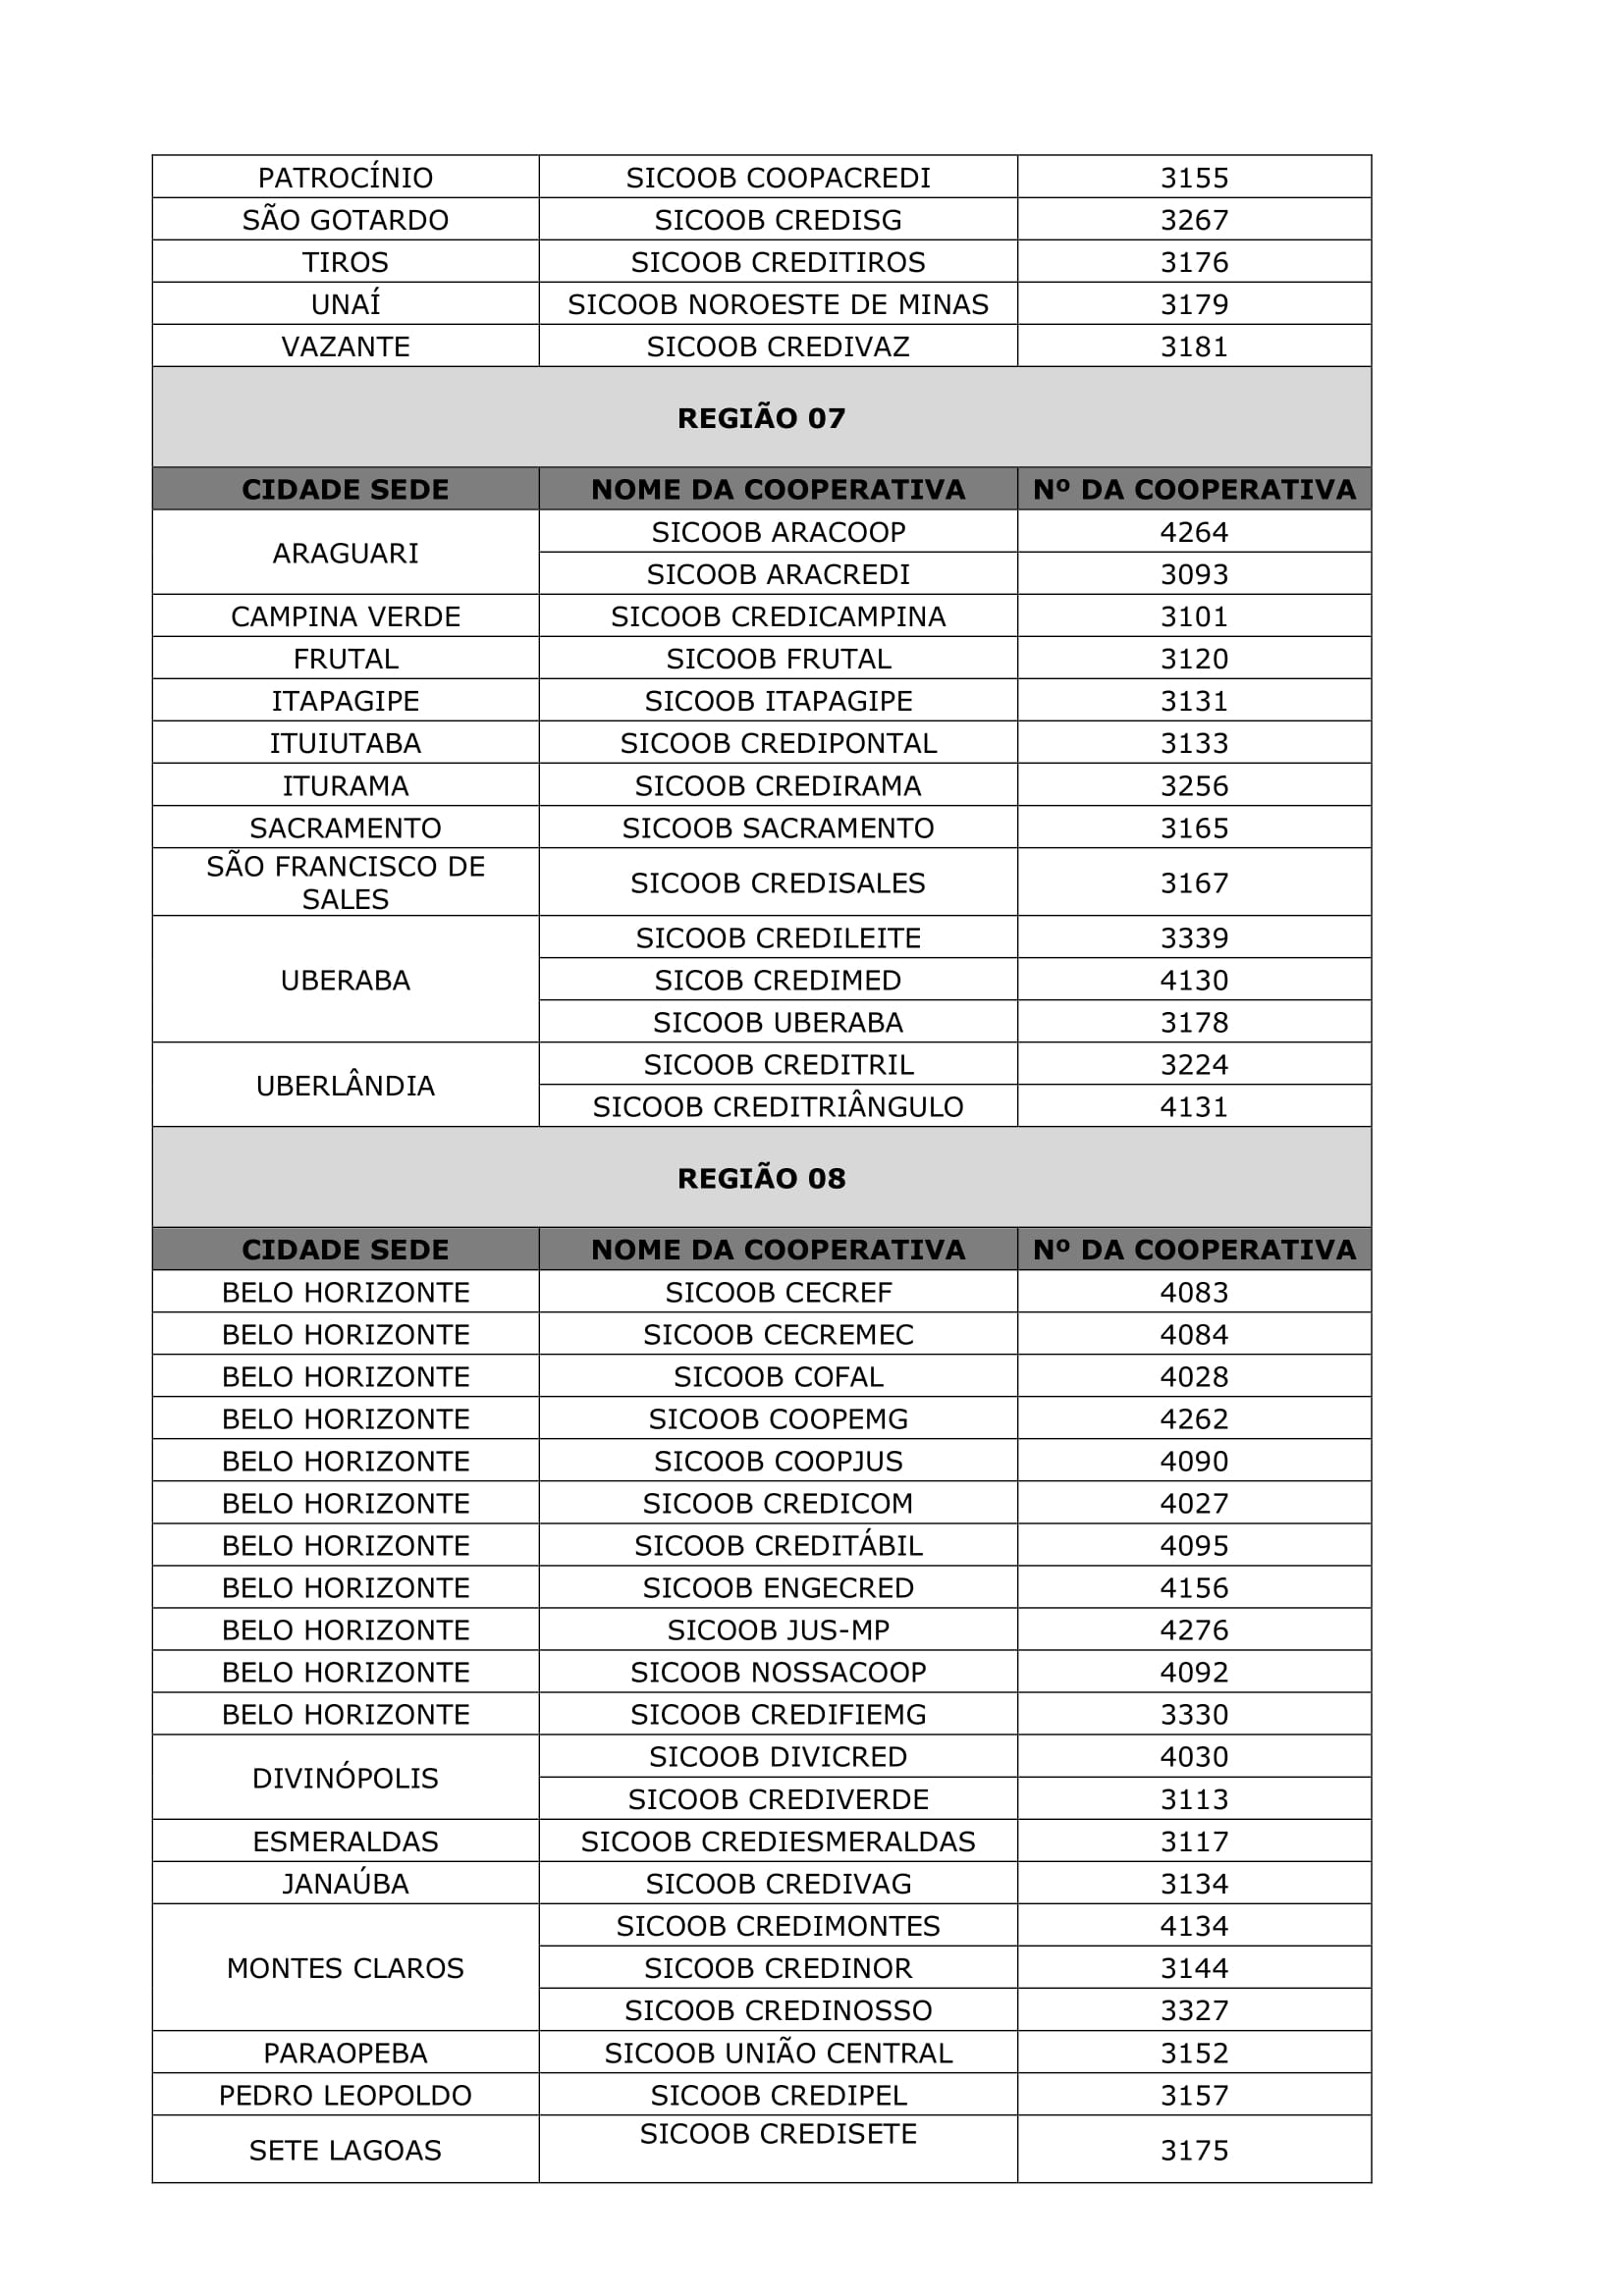 PATROCÍNIO SICOOB COOPACREDI 3155
SÃO GOTARDO SICOOB CREDISG 3267
TIROS SICOOB CREDITIROS 3176
UNAÍ SICOOB NOROESTE DE MINAS 3179
VAZANTE SICOOB CREDIVAZ 3181
REGIÃO 07
CIDADE SEDE NOME DA COOPERATIVA Nº DA COOPERATIVA
ARAGUARI SICOOB ARACOOP 4264
SICOOB ARACREDI 3093
CAMPINA VERDE SICOOB CREDICAMPINA 3101
FRUTAL SICOOB FRUTAL 3120
ITAPAGIPE SICOOB ITAPAGIPE 3131
ITUIUTABA SICOOB CREDIPONTAL 3133
ITURAMA SICOOB CREDIRAMA 3256
SACRAMENTO SICOOB SACRAMENTO 3165
SÃO FRANCISCO DE
SALES SICOOB CREDISALES 3167
UBERABA SICOOB CREDILEITE 3339
SICOB CREDIMED 4130
SICOOB UBERABA 3178
UBERLÂNDIA SICOOB CREDITRIL 3224
SICOOB CREDITRIÂNGULO 4131
REGIÃO 08
CIDADE SEDE NOME DA COOPERATIVA Nº DA COOPERATIVA
BELO HORIZONTE SICOOB CECREF 4083
BELO HORIZONTE SICOOB CECREMEC 4084
BELO HORIZONTE SICOOB COFAL 4028
BELO HORIZONTE SICOOB COOPEMG 4262
BELO HORIZONTE SICOOB COOPJUS 4090
BELO HORIZONTE SICOOB CREDICOM 4027
BELO HORIZONTE SICOOB CREDITÁBIL 4095
BELO HORIZONTE SICOOB ENGECRED 4156
BELO HORIZONTE SICOOB JUS-MP 4276
BELO HORIZONTE SICOOB NOSSACOOP 4092
BELO HORIZONTE SICOOB CREDIFIEMG 3330
DIVINÓPOLIS SICOOB DIVICRED 4030
SICOOB CREDIVERDE 3113
ESMERALDAS SICOOB CREDIESMERALDAS 3117
JANAÚBA SICOOB CREDIVAG 3134
MONTES CLAROS SICOOB CREDIMONTES 4134
SICOOB CREDINOR 3144
SICOOB CREDINOSSO 3327
PARAOPEBA SICOOB UNIÃO CENTRAL 3152
PEDRO LEOPOLDO SICOOB CREDIPEL 3157
SETE LAGOAS SICOOB CREDISETE 3175